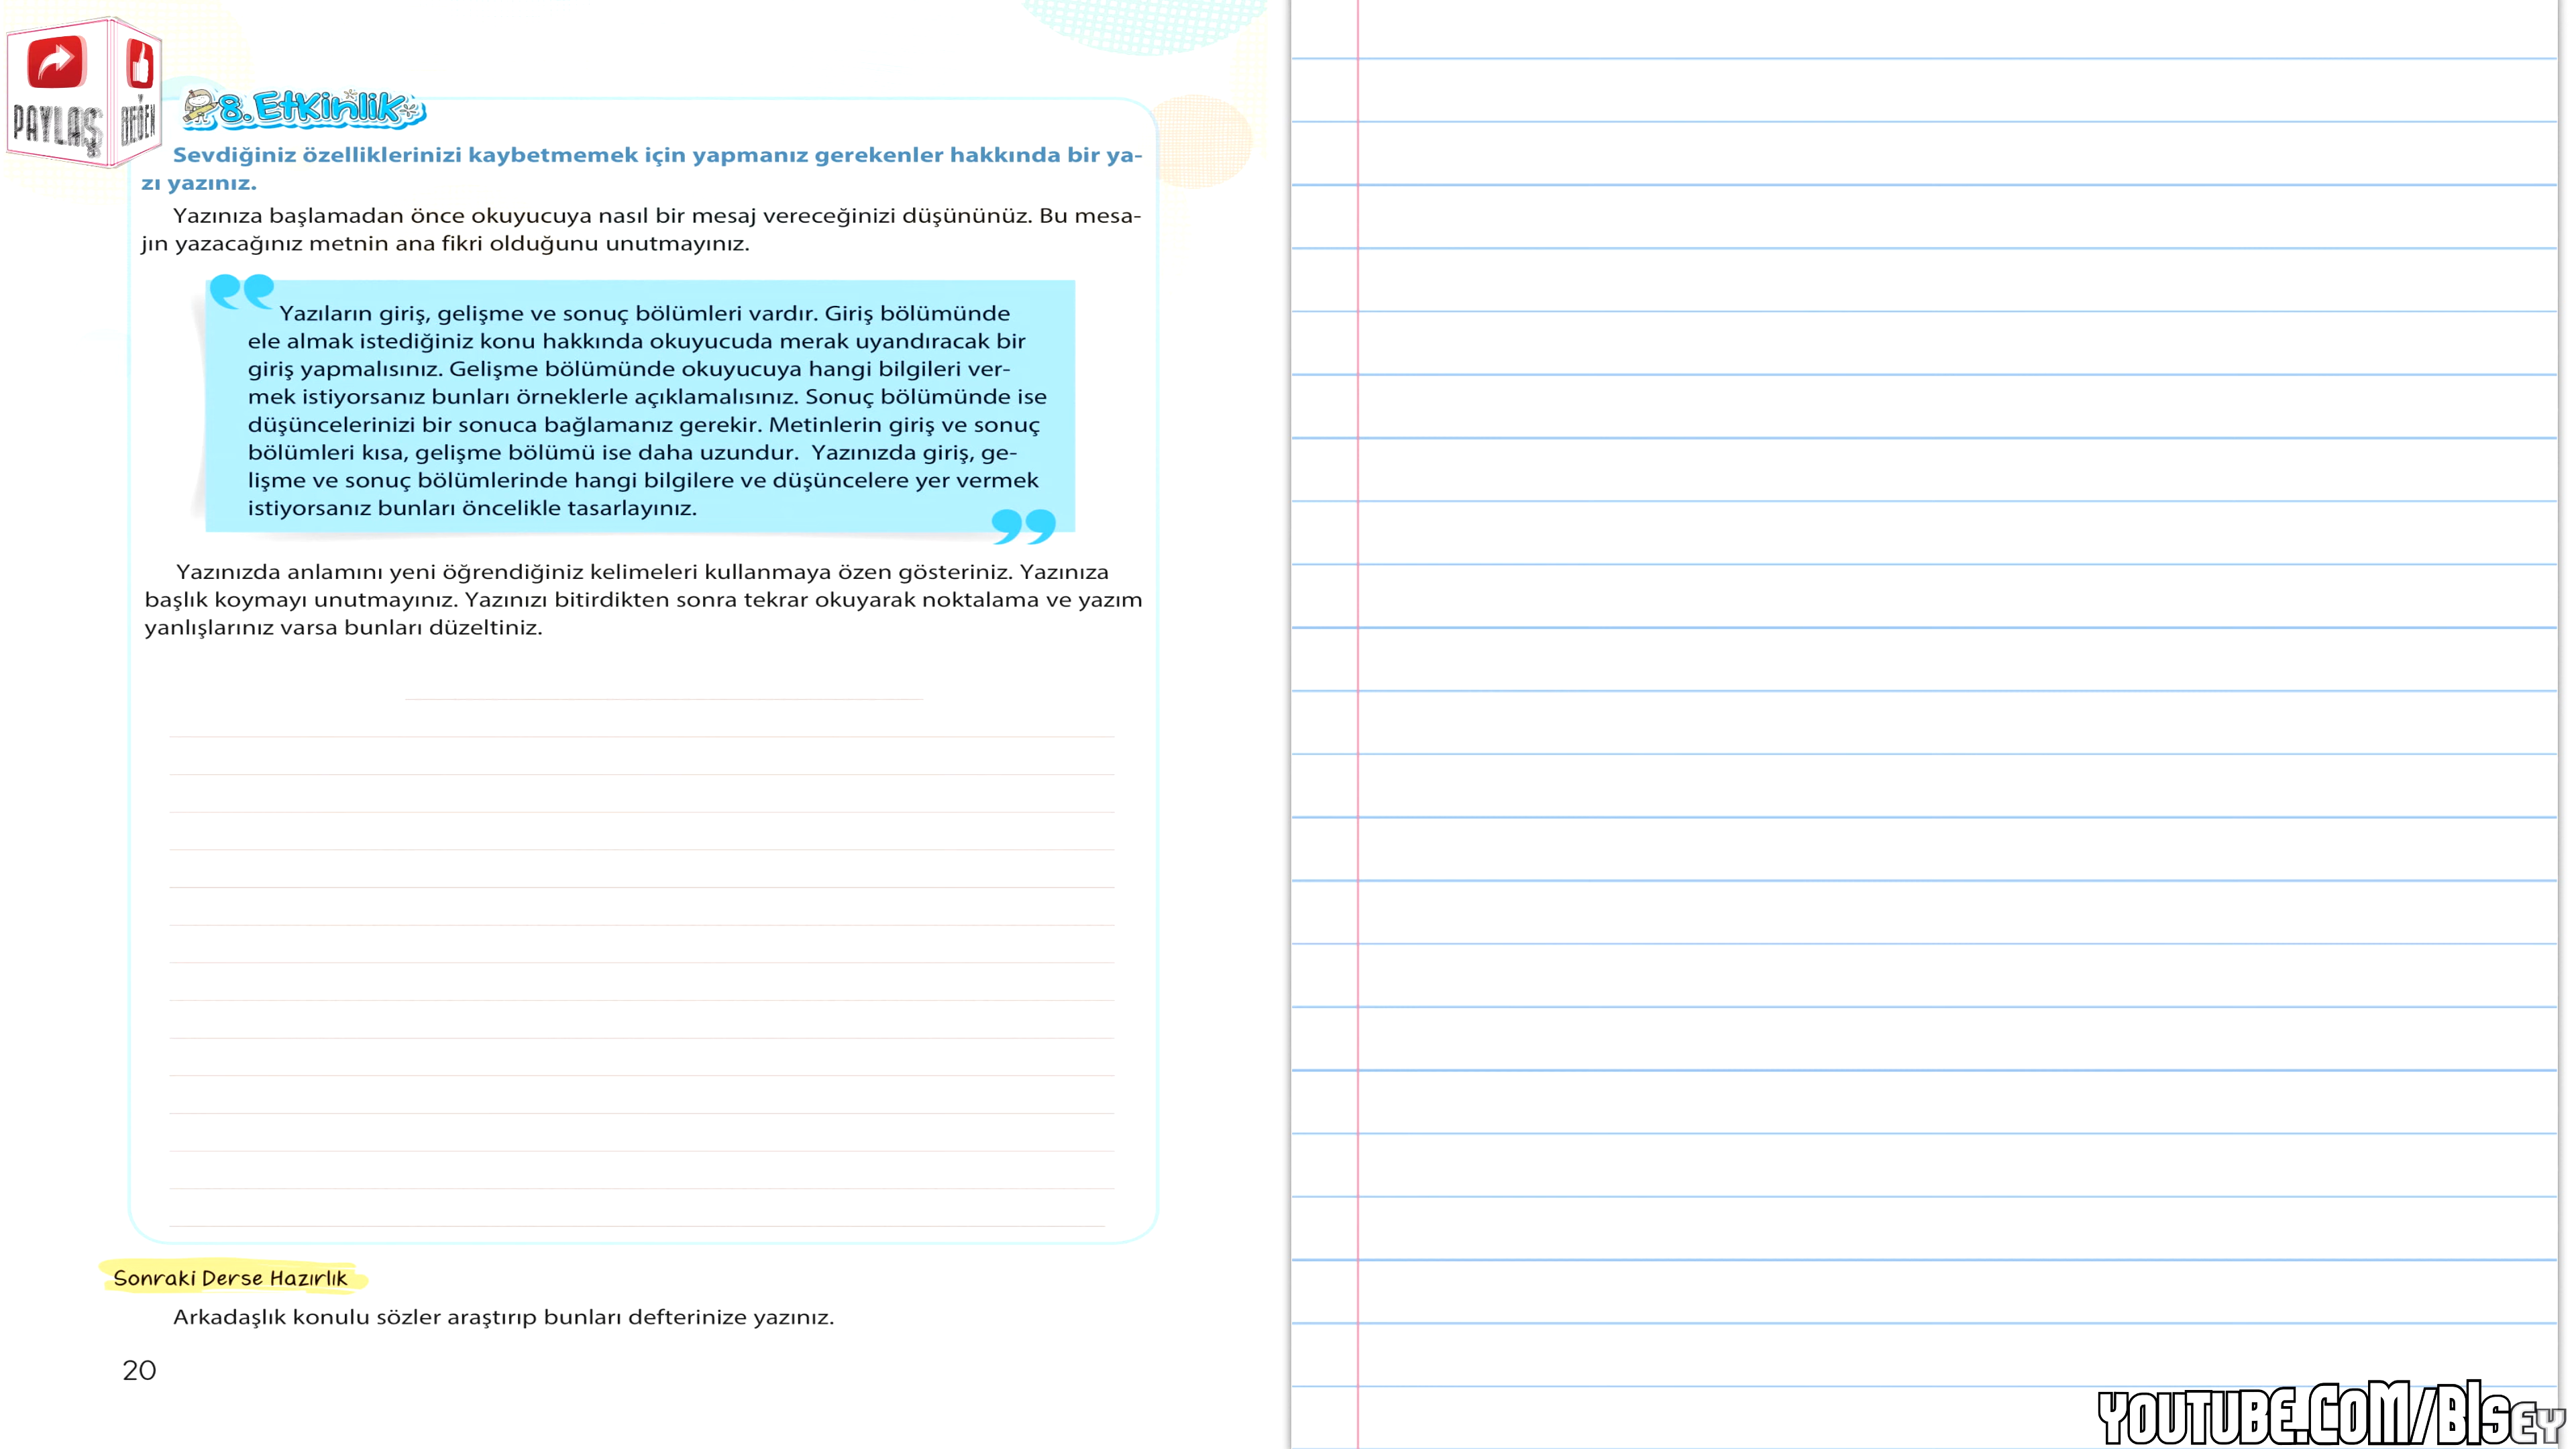 PAYLAŞ
BEĞEN
8. Etkinlik
Sevdiğiniz özelliklerinizi kaybetmemek için yapmanız gerekenler hakkında bir ya-
zı yazınız.
Yazınıza başlamadan önce okuyucuya nasıl bir mesaj vereceğinizi düşününüz. Bu mesa-
jın yazacağınız metnin ana fikri olduğunu unutmayınız.
Yazıların giriş, gelişme ve sonuç bölümleri vardır. Giriş bölümünde
ele almak istediğiniz konu hakkında okuyucuda merak uyandıracak bir
giriş yapmalısınız. Gelişme bölümünde okuyucuya hangi bilgileri ver-
mek istiyorsanız bunları örneklerle açıklamalısınız. Sonuç bölümünde ise
düşüncelerinizi bir sonuca bağlamanız gerekir. Metinlerin giriş ve sonuç
bölümleri kısa, gelişme bölümü ise daha uzundur. Yazınızda giriş, ge-
lişme ve sonuç bölümlerinde hangi bilgilere ve düşüncelere yer vermek
istiyorsanız bunları öncelikle tasarlayınız.
Yazınızda anlamını yeni öğrendiğiniz kelimeleri kullanmaya özen gösteriniz. Yazınıza
başlık koymayı unutmayınız. Yazınızı bitirdikten sonra tekrar okuyarak noktalama ve yazım
yanlışlarınız varsa bunları düzeltiniz.
Sonraki Derse Hazırlık
Arkadaşlık konulu sözler araştırıp bunları defterinize yazınız.
20
YOUTUBE.COM/BISEY